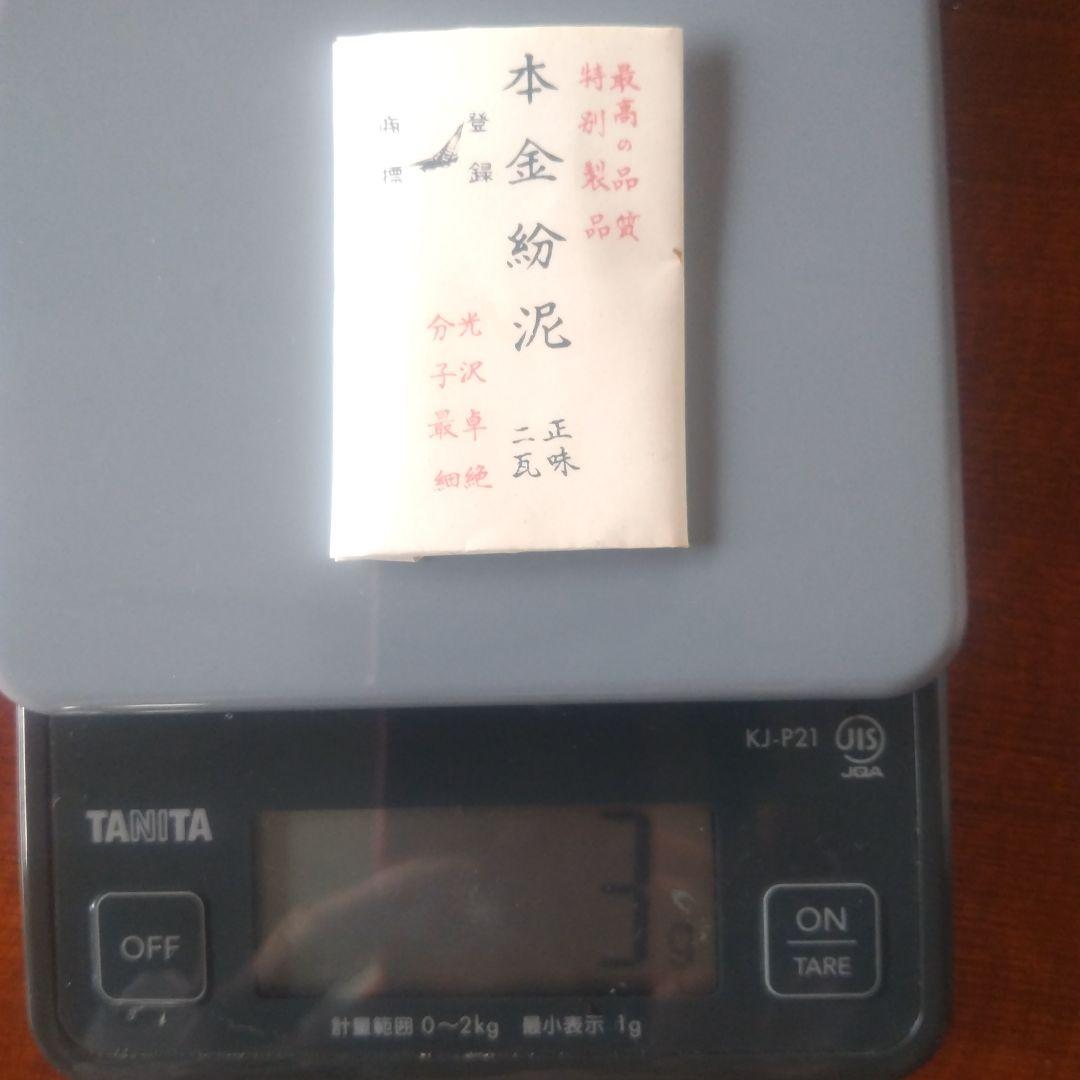 最高の品質
特別製品
本金紛泥
正味
二瓦
登録
商標
光沢卓絶
分子最細
KJ-P21
JIS
JQA
TANITA
3g
OFF
ON
TARE
計量範囲 0～2kg 最小表示 1g